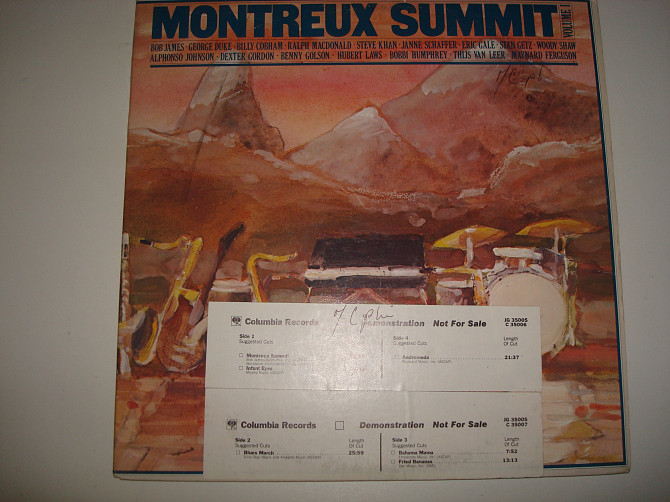 MONTREUX SUMMIT VOLUME 1
BOB JAMES · GEORGE DUKE · BILLY COBHAM · RALPH MACDONALD · STEVE KHAN · JANNE SCHAFFER · ERIC GALE · STAN GETZ · WOODY SHAW
ALPHONSO JOHNSON · DEXTER GORDON · BENNY GOLSON · HUBERT LAWS · BOBBI HUMPHREY · THIJS VAN LEER · MAYNARD FERGUSON
Columbia Records Demonstration Not For Sale JG 35005
C 35006
Side 1
Suggested Cuts
Montreux Summit
Infant Eyes
Side 4
Suggested Cuts
Length
Of Cut
Andromeda 21:37
Columbia Records Demonstration Not For Sale JG 35005
C 35007
Side 2
Suggested Cuts
Length
Of Cut
Blues March 25:59
Side 3
Suggested Cuts
Length
Of Cut
Bahama Mama 7:52
Fried Bananas 13:13